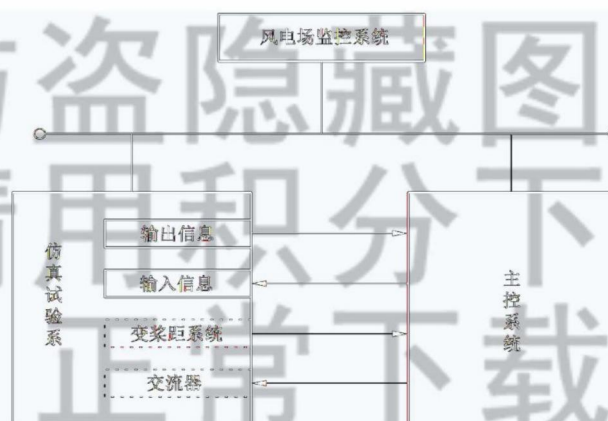 防盗隐藏图
请用积分下
正常下载
风电场监控系统
仿真试验系
输出信息
输入信息
变桨距系统
交流器
主控系统